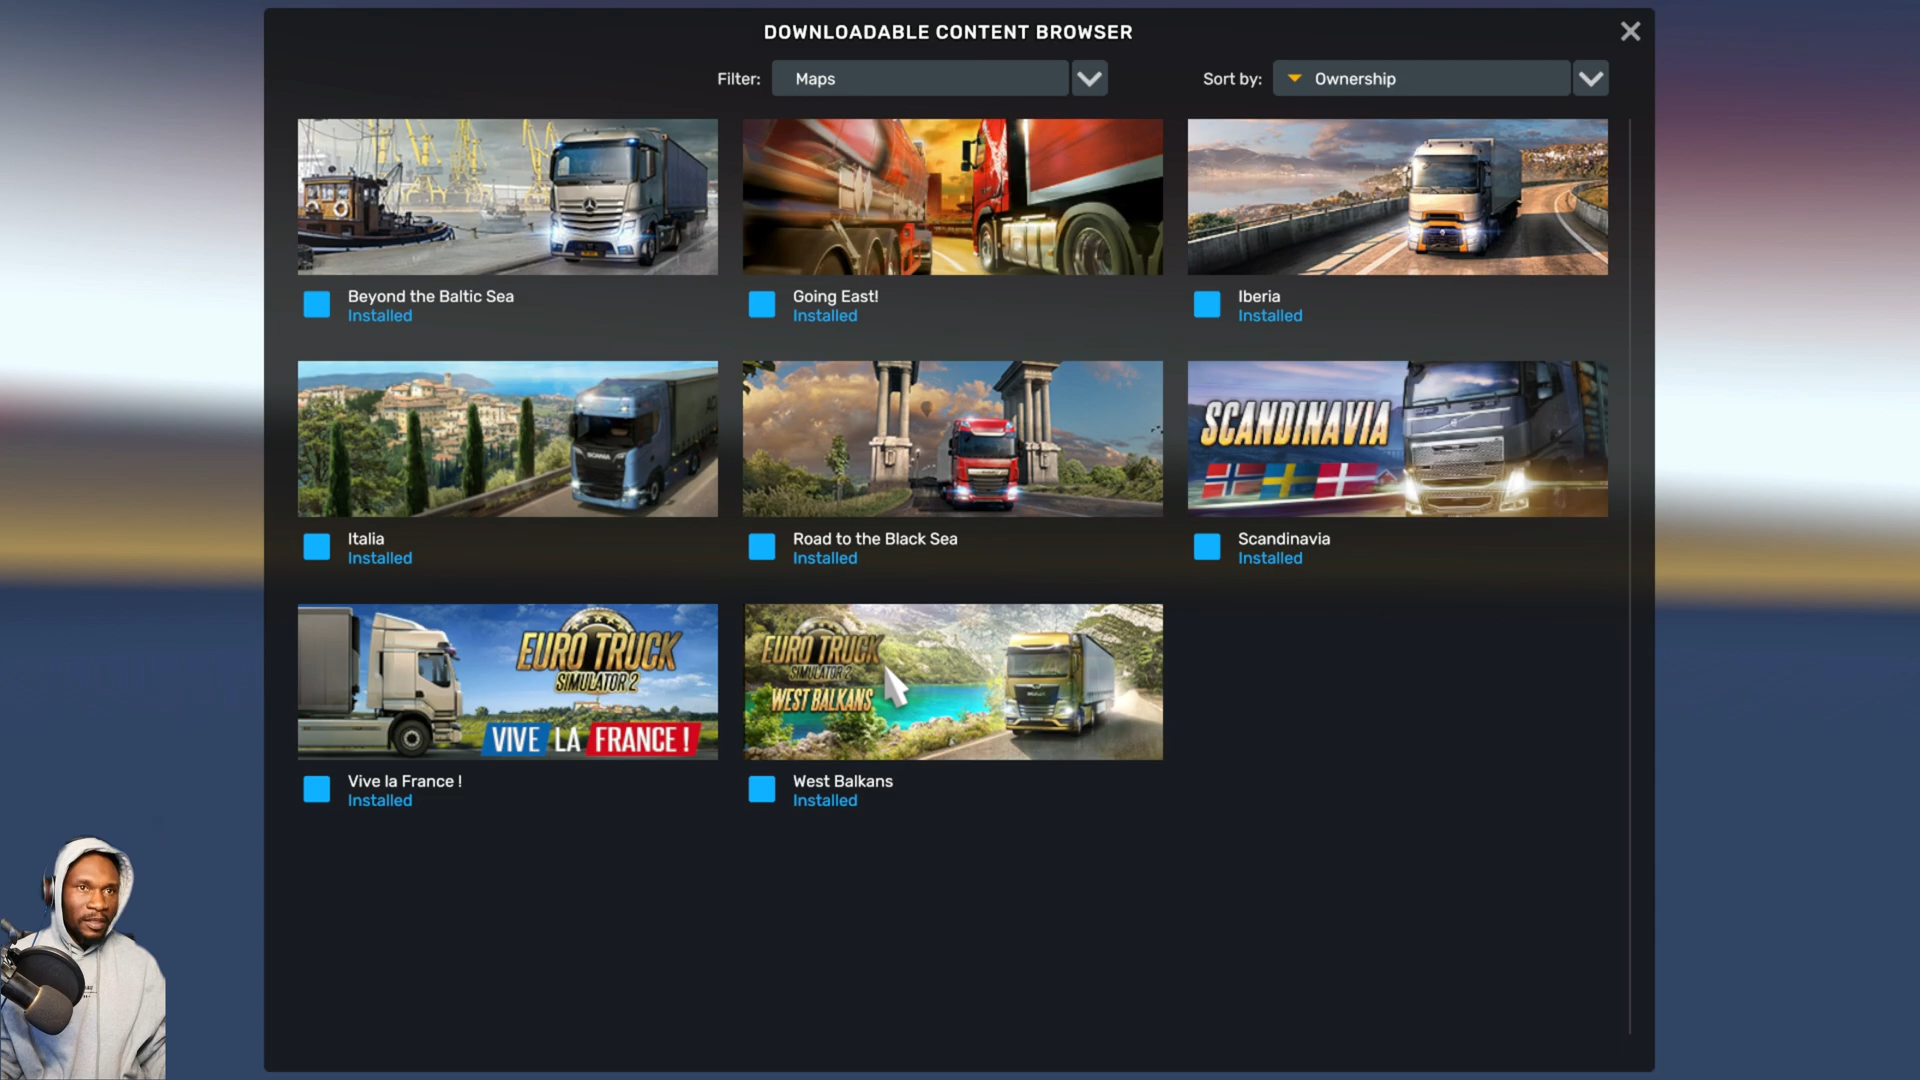 DOWNLOADABLE CONTENT BROWSER
Filter:
Maps
Sort by:
Ownership
Beyond the Baltic Sea
Installed
Going East!
Installed
Iberia
Installed
SCANIA
SCANDINAVIA
Italia
Installed
Road to the Black Sea
Installed
Scandinavia
Installed
EURO TRUCK
SIMULATOR 2
VIVE LA FRANCE !
EURO TRUCK
SIMULATOR 2
WEST BALKANS
Vive la France !
Installed
West Balkans
Installed